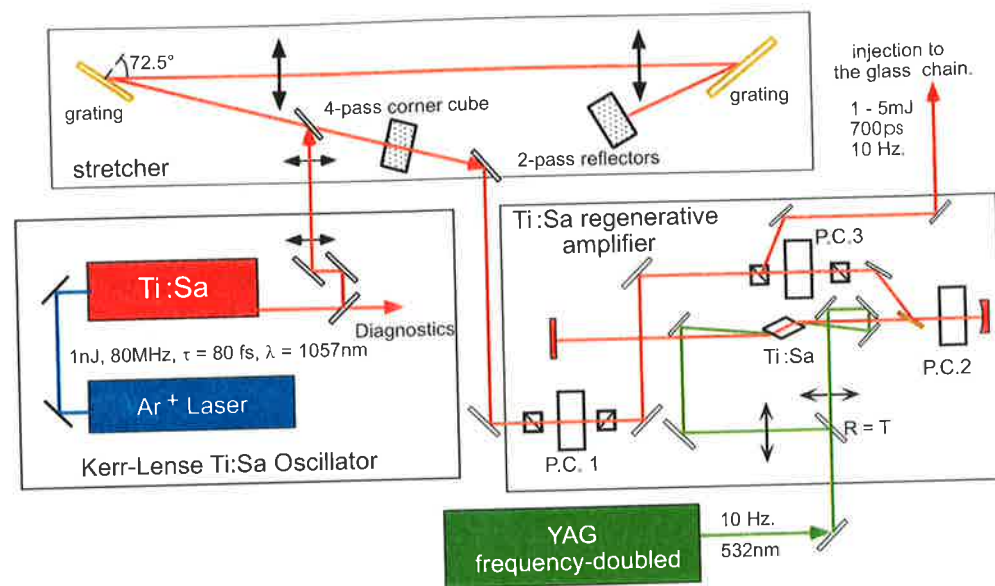 72.5°
grating
4-pass corner cube
2-pass reflectors
grating
stretcher
injection to
the glass chain.
1 - 5mJ
700ps
10 Hz.
Ti:Sa regenerative
amplifier
P.C.3
Ti:Sa
P.C.2
R = T
P.C. 1
Ti:Sa
Diagnostics
1nJ, 80MHz, τ = 80 fs, λ = 1057nm
Ar+ Laser
Kerr-Lense Ti:Sa Oscillator
YAG
frequency-doubled
10 Hz.
532nm